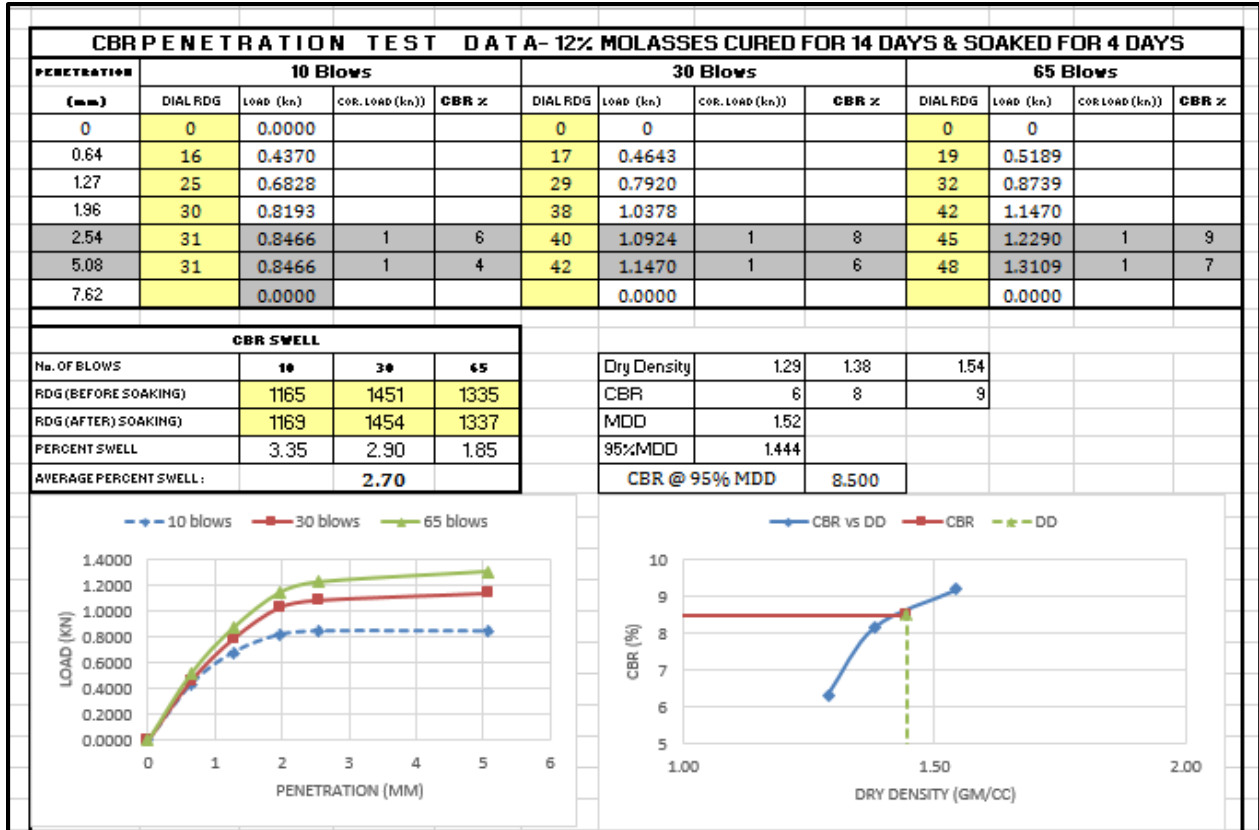 CBR PENETRATION TEST DATA- 12% MOLASSES CURED FOR 14 DAYS & SOAKED FOR 4 DAYS
PENETRATION 10 Blows 30 Blows 65 Blows
(mm) DIAL RDG LOAD (kn) COR.LOAD (kn)) CBR % DIAL RDG LOAD (kn) COR.LOAD (kn)) CBR % DIAL RDG LOAD (kn) COR LOAD (kn)) CBR %
0 0 0.0000 0 0 0 0
0.64 16 0.4370 17 0.4643 19 0.5189
1.27 25 0.6828 29 0.7920 32 0.8739
1.96 30 0.8193 38 1.0378 42 1.1470
2.54 31 0.8466 1 6 40 1.0924 1 8 45 1.2290 1 9
5.08 31 0.8466 1 4 42 1.1470 1 6 48 1.3109 1 7
7.62 0.0000 0.0000 0.0000
CBR SWELL
No. OF BLOWS 10 30 65 Dry Density 1.29 1.38 1.54
RDG (BEFORE SOAKING) 1165 1451 1335 CBR 6 8 9
RDG (AFTER) SOAKING) 1169 1454 1337 MDD 1.52
PERCENT SWELL 3.35 2.90 1.85 95%MDD 1.444
AVERAGE PERCENT SWELL: 2.70 CBR @ 95% MDD 8.500
10 blows 30 blows 65 blows
1.4000
1.2000
1.0000
0.8000
0.6000
0.4000
0.2000
0.0000
LOAD (KN)
0 1 2 3 4 5 6
PENETRATION (MM)
CBR vs DD CBR DD
10
9
8
7
6
5
CBR (%)
1.00 1.50 2.00
DRY DENSITY (GM/CC)